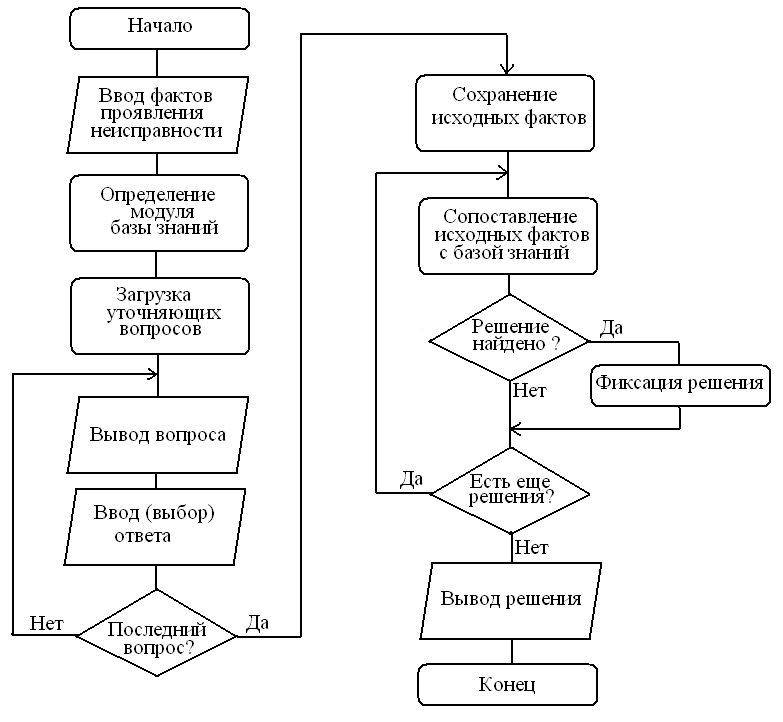 Начало
Ввод фактов
проявления
неисправности
Определение
модуля
базы знаний
Загрузка
уточняющих
вопросов
Вывод вопроса
Ввод (выбор)
ответа
Нет
Последний
вопрос?
Да
Сохранение
исходных фактов
Сопоставление
исходных фактов
с базой знаний
Решение
найдено ?
Да
Фиксация решения
Нет
Да
Есть еще
решения?
Нет
Вывод решения
Конец